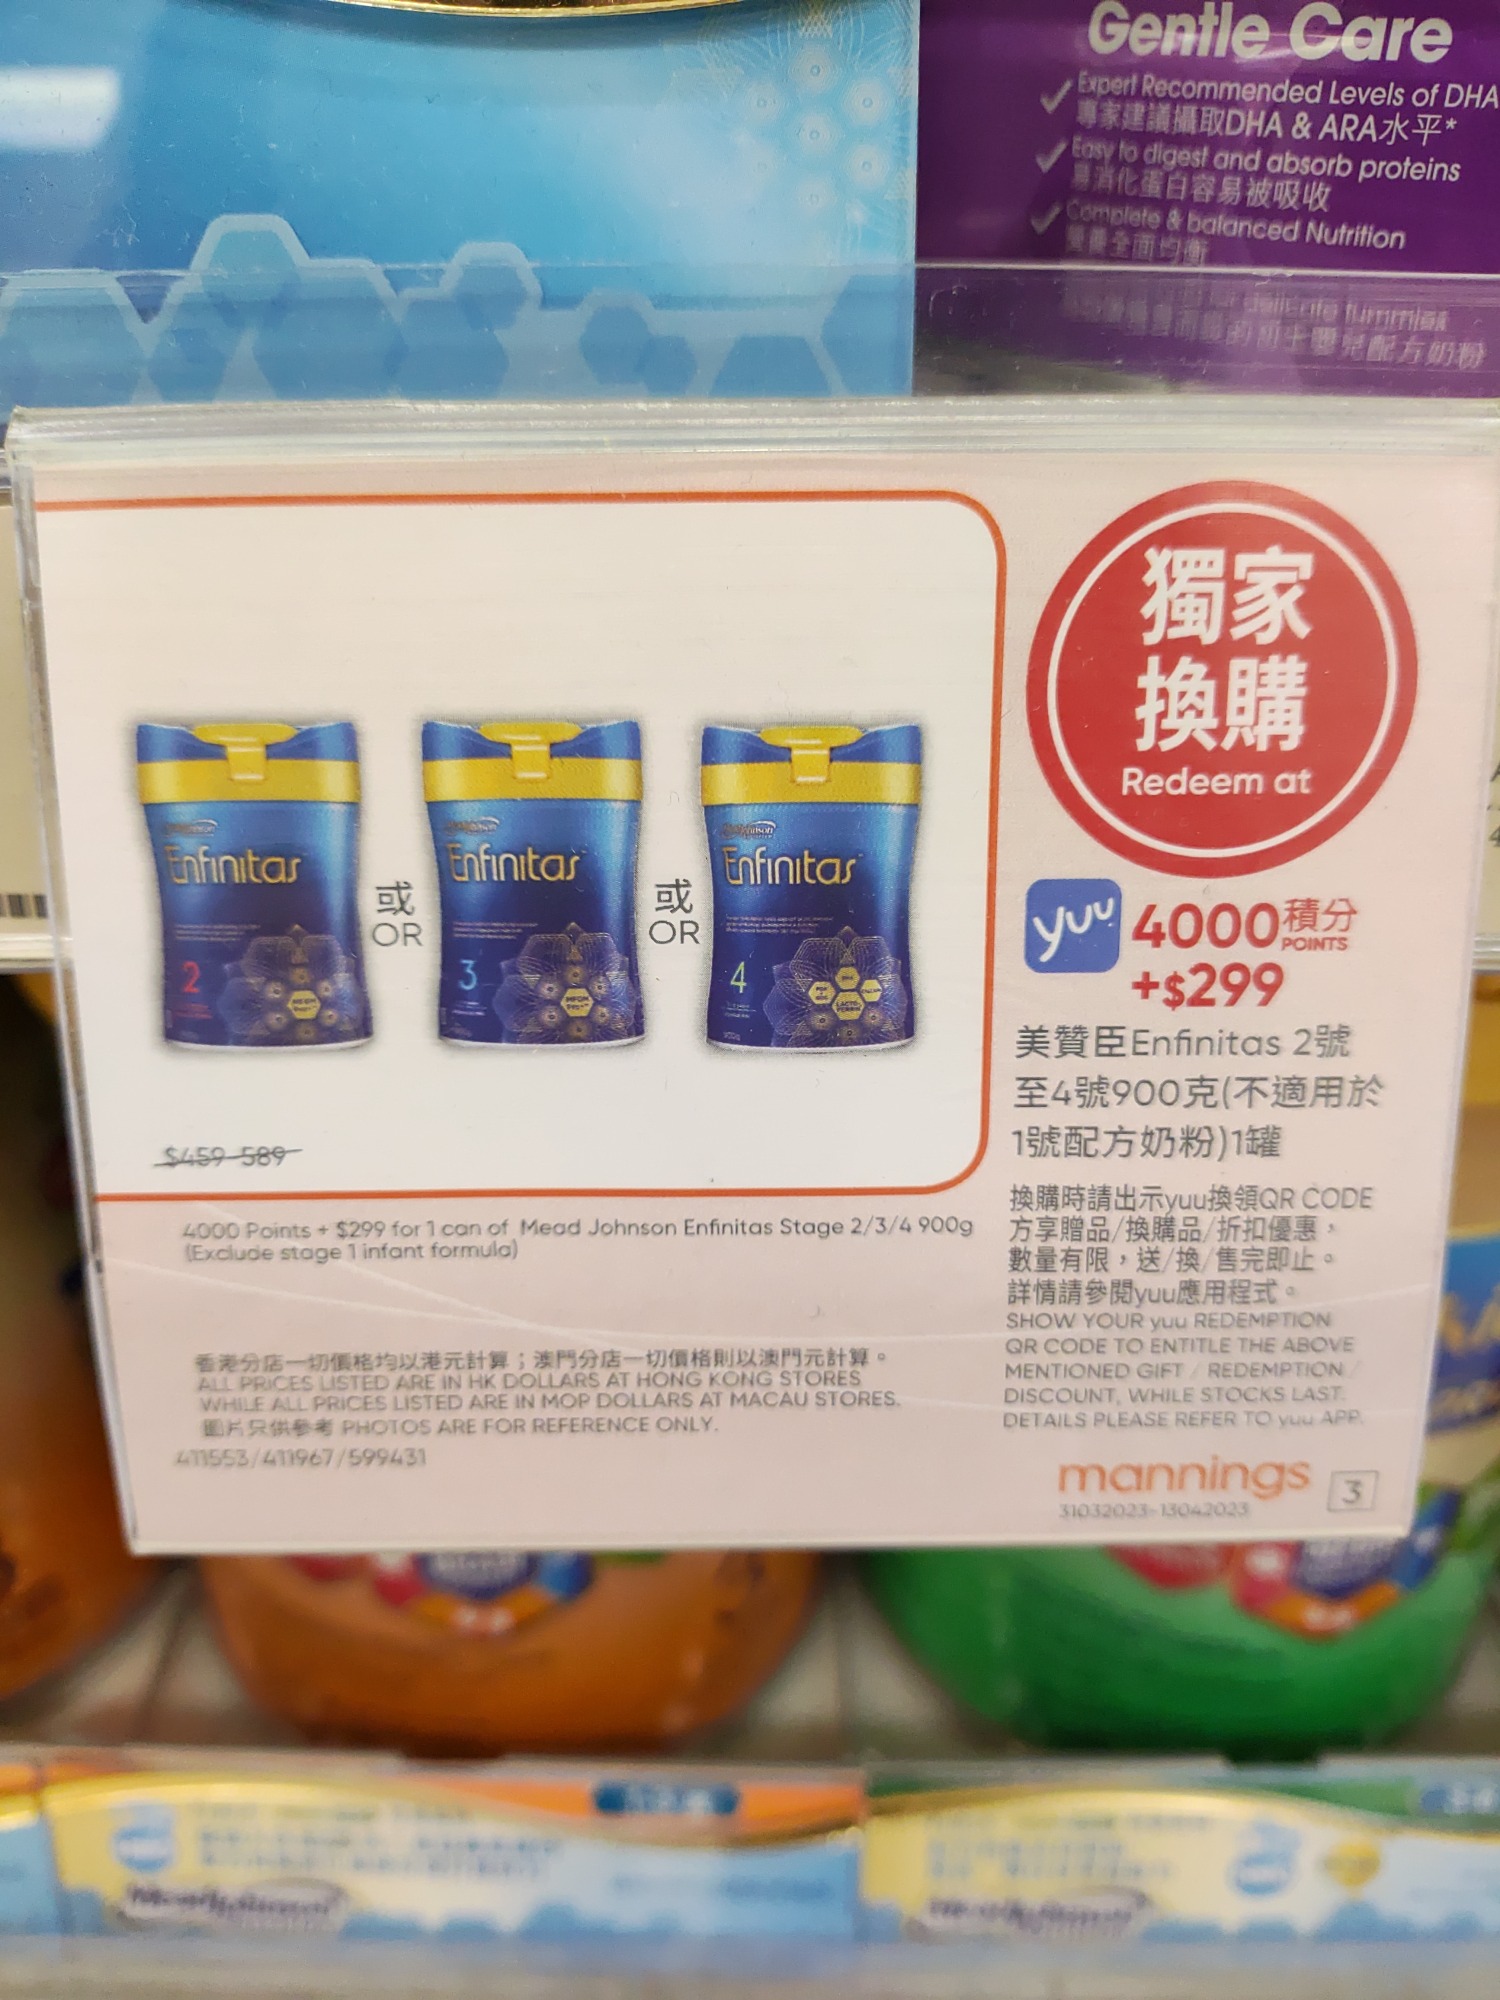 Gentle Care
Expert Recommended Levels of DHA
專家建議攝取DHA & ARA水平*
Easy to digest and absorb proteins
易消化蛋白容易被吸收
Complete & balanced Nutrition
營養全面均衡
獨家
換購
Redeem at
Enfinitas
2
或
OR
Enfinitas
3
或
OR
Enfinitas
4
yuu
4000積分
POINTS
+$299
美贊臣Enfinitas 2號
至4號900克(不適用於
1號配方奶粉)1罐
$459-589
4000 Points + $299 for 1 can of Mead Johnson Enfinitas Stage 2/3/4 900g
(Exclude stage 1 infant formula)
換購時請出示yuu換領QR CODE
方享贈品/換購品/折扣優惠，
數量有限，送/換/售完即止。
詳情請參閱yuu應用程式。
SHOW YOUR yuu REDEMPTION
QR CODE TO ENTITLE THE ABOVE
MENTIONED GIFT / REDEMPTION /
DISCOUNT, WHILE STOCKS LAST.
DETAILS PLEASE REFER TO yuu APP.
香港分店一切價格均以港元計算；澳門分店一切價格則以澳門元計算。
ALL PRICES LISTED ARE IN HK DOLLARS AT HONG KONG STORES
WHILE ALL PRICES LISTED ARE IN MOP DOLLARS AT MACAU STORES.
圖片只供參考 PHOTOS ARE FOR REFERENCE ONLY.
411553/411967/599431
mannings
3
31032023-13042023